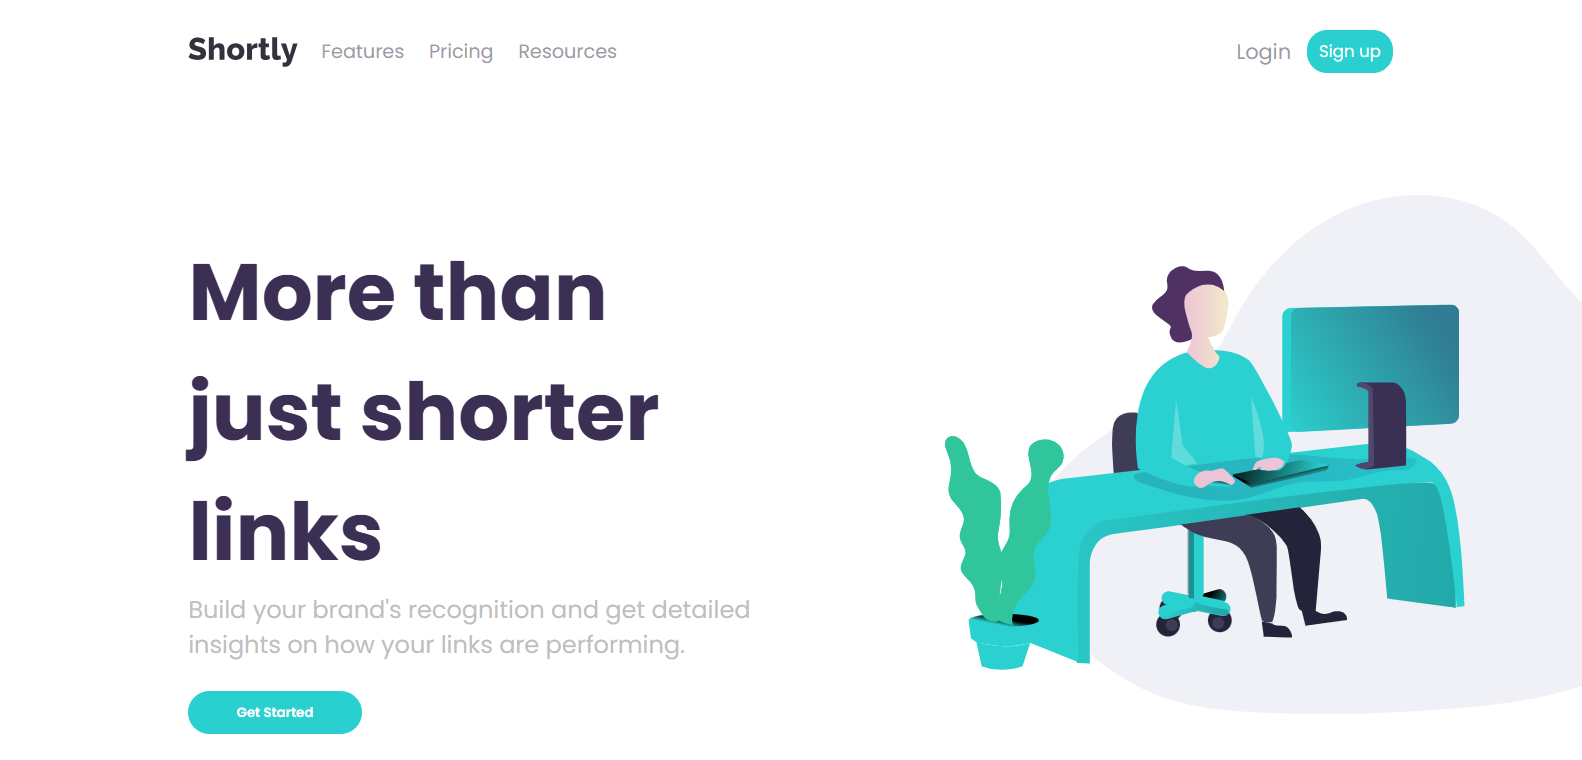 Shortly Features Pricing Resources Login Sign up
More than
just shorter
links
Build your brand's recognition and get detailed
insights on how your links are performing.
Get Started